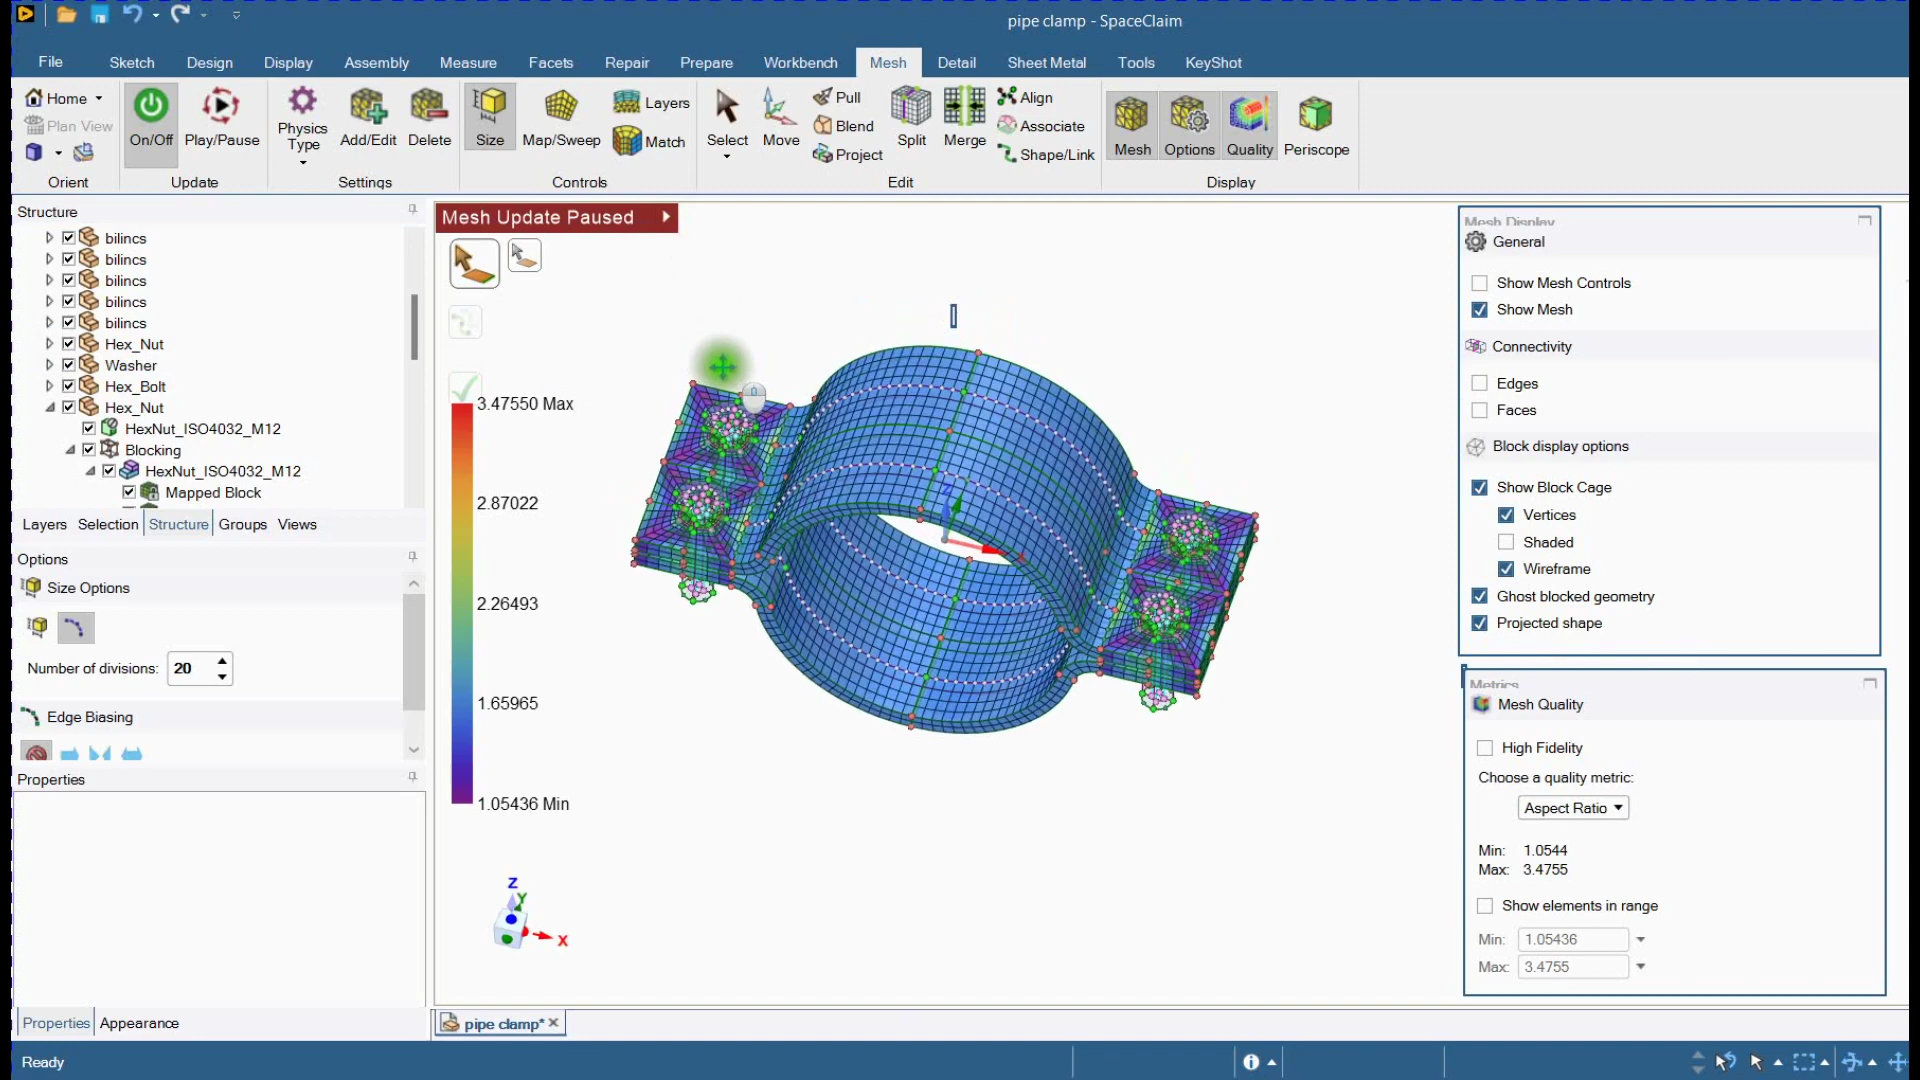 pipe clamp - SpaceClaim
File Sketch Design Display Assembly Measure Facets Repair Prepare Workbench Mesh Detail Sheet Metal Tools KeyShot
Home
Plan View
Orient
On/Off
Play/Pause
Update
Physics
Type
Add/Edit
Delete
Settings
Size
Map/Sweep
Layers
Match
Controls
Select
Move
Pull
Blend
Project
Split
Merge
Align
Associate
Shape/Link
Edit
Mesh
Options
Quality
Periscope
Display
Structure
bilincs
bilincs
bilincs
bilincs
bilincs
Hex_Nut
Washer
Hex_Bolt
Hex_Nut
HexNut_ISO4032_M12
Blocking
HexNut_ISO4032_M12
Mapped Block
Layers Selection Structure Groups Views
Options
Size Options
Number of divisions: 20
Edge Biasing
Properties
Properties Appearance
Mesh Update Paused
3.47550 Max
2.87022
2.26493
1.65965
1.05436 Min
Z
Y
X
Z
X
pipe clamp*
Mesh Display
General
Show Mesh Controls
Show Mesh
Connectivity
Edges
Faces
Block display options
Show Block Cage
Vertices
Shaded
Wireframe
Ghost blocked geometry
Projected shape
Metrics
Mesh Quality
High Fidelity
Choose a quality metric:
Aspect Ratio
Min: 1.0544
Max: 3.4755
Show elements in range
Min: 1.05436
Max: 3.4755
Ready